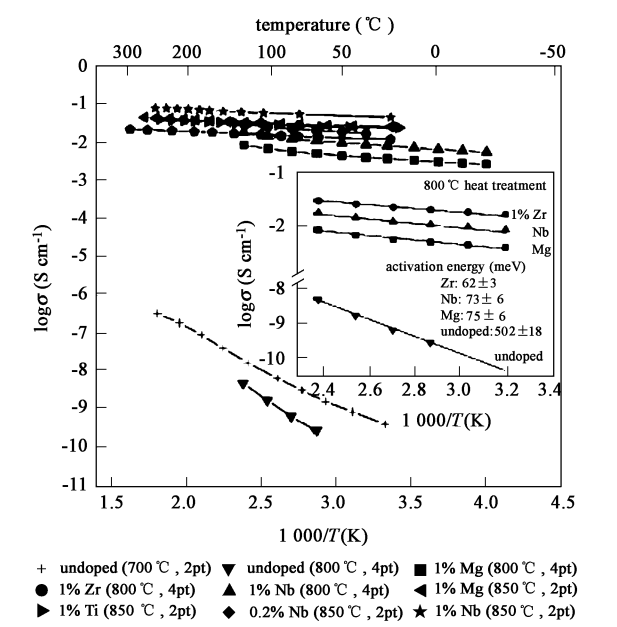 temperature (℃)
300 200 100 50 0 -50
0
-1
-2
-3
-4
-5
-6
-7
-8
-9
-10
-11
logσ (S cm⁻¹)
1.5 2.0 2.5 3.0 3.5 4.0 4.5
1 000/T(K)
-1
-2
-8
-9
-10
logσ (S cm⁻¹)
800℃ heat treatment
1% Zr
Nb
Mg
activation energy (meV)
Zr: 62±3
Nb: 73± 6
Mg: 75± 6
undoped:502±18
undoped
2.4 2.6 2.8 3.0 3.2 3.4
1 000/T(K)
undoped (700℃, 2pt) undoped (800℃, 4pt) 1% Mg (800℃, 4pt)
1% Zr (800℃, 4pt) 1% Nb (800℃, 4pt) 1% Mg (850℃, 2pt)
1% Ti (850℃, 2pt) 0.2% Nb (850℃, 2pt) 1% Nb (850℃, 2pt)